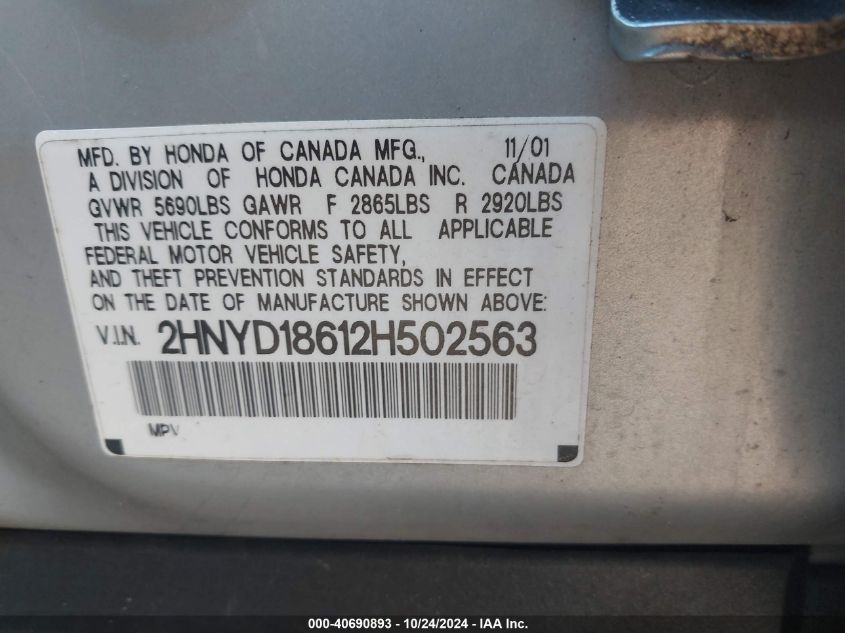 MFD. BY HONDA OF CANADA MFG., 11/01
A DIVISION OF HONDA CANADA INC. CANADA
GVWR 5690LBS GAWR F 2865LBS R 2920LBS
THIS VEHICLE CONFORMS TO ALL APPLICABLE
FEDERAL MOTOR VEHICLE SAFETY,
AND THEFT PREVENTION STANDARDS IN EFFECT
ON THE DATE OF MANUFACTURE SHOWN ABOVE:
V.I.N. 2HNYD18612H502563
MPV
000-40690893 - 10/24/2024 - IAA Inc.